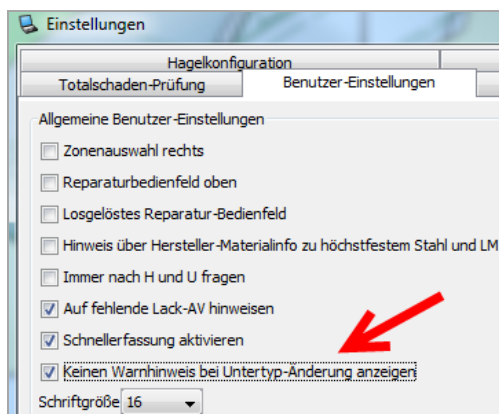 Einstellungen
Hagelkonfiguration
Totalschaden-Prüfung
Benutzer-Einstellungen
Allgemeine Benutzer-Einstellungen
Zonenauswahl rechts
Reparaturbedienfeld oben
Losgelöstes Reparatur-Bedienfeld
Hinweis über Hersteller-Materialinfo zu höchstfestem Stahl und LM
Immer nach H und U fragen
Auf fehlende Lack-AV hinweisen
Schnellerfassung aktivieren
Keinen Warnhinweis bei Untertyp-Änderung anzeigen
Schriftgröße 16